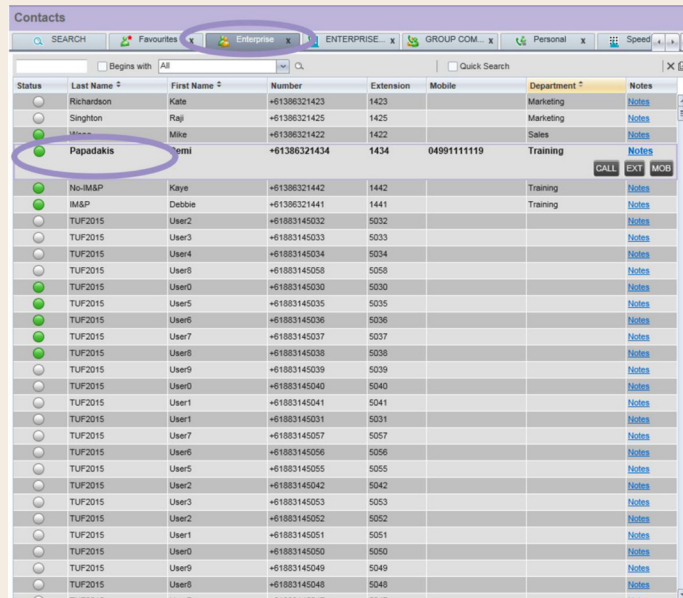 Contacts
SEARCH Favourites x Enterprise x ENTERPRISE... x GROUP COM... x Personal x Speed
Begins with All Quick Search X
Status Last Name First Name Number Extension Mobile Department Notes
Richardson Kate +61386321423 1423 Marketing Notes
Singhton Raji +61386321425 1425 Marketing Notes
Mike +61386321422 1422 Sales Notes
Papadakis +61386321434 1434 04991111119 Training Notes
CALL EXT MOB
No-IM&P Kaye +61386321442 1442 Training Notes
IM&P Debbie +61386321441 1441 Training Notes
TUF2015 User2 +61883145032 5032 Notes
TUF2015 User3 +61883145033 5033 Notes
TUF2015 User4 +61883145034 5034 Notes
TUF2015 User8 +61883145058 5058 Notes
TUF2015 User0 +61883145030 5030 Notes
TUF2015 User5 +61883145035 5035 Notes
TUF2015 User6 +61883145036 5036 Notes
TUF2015 User7 +61883145037 5037 Notes
TUF2015 User8 +61883145038 5038 Notes
TUF2015 User9 +61883145039 5039 Notes
TUF2015 User0 +61883145040 5040 Notes
TUF2015 User1 +61883145041 5041 Notes
TUF2015 User1 +61883145031 5031 Notes
TUF2015 User7 +61883145057 5057 Notes
TUF2015 User6 +61883145056 5056 Notes
TUF2015 User5 +61883145055 5055 Notes
TUF2015 User2 +61883145042 5042 Notes
TUF2015 User3 +61883145053 5053 Notes
TUF2015 User2 +61883145052 5052 Notes
TUF2015 User1 +61883145051 5051 Notes
TUF2015 User0 +61883145050 5050 Notes
TUF2015 User9 +61883145049 5049 Notes
TUF2015 User8 +61883145048 5048 Notes